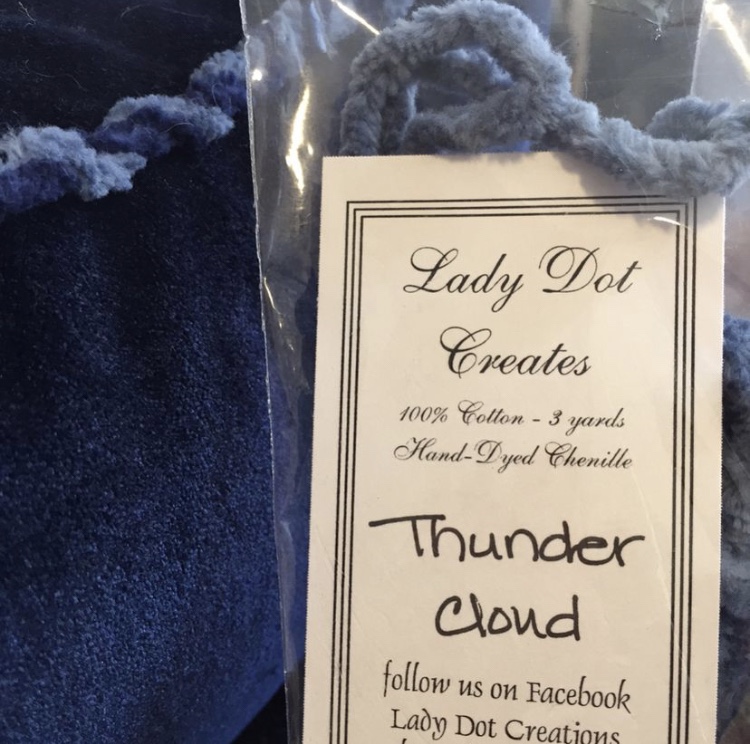 Lady Dot
Creates
100% Cotton - 3 yards
Hand-Dyed Chenille
Thunder
Cloud
follow us on Facebook
Lady Dot Creations